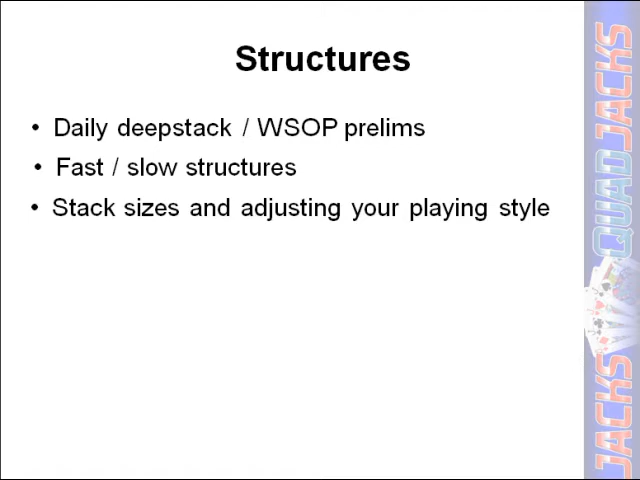 Structures
• Daily deepstack / WSOP prelims
• Fast / slow structures
• Stack sizes and adjusting your playing style
JACKS QUADJACKS